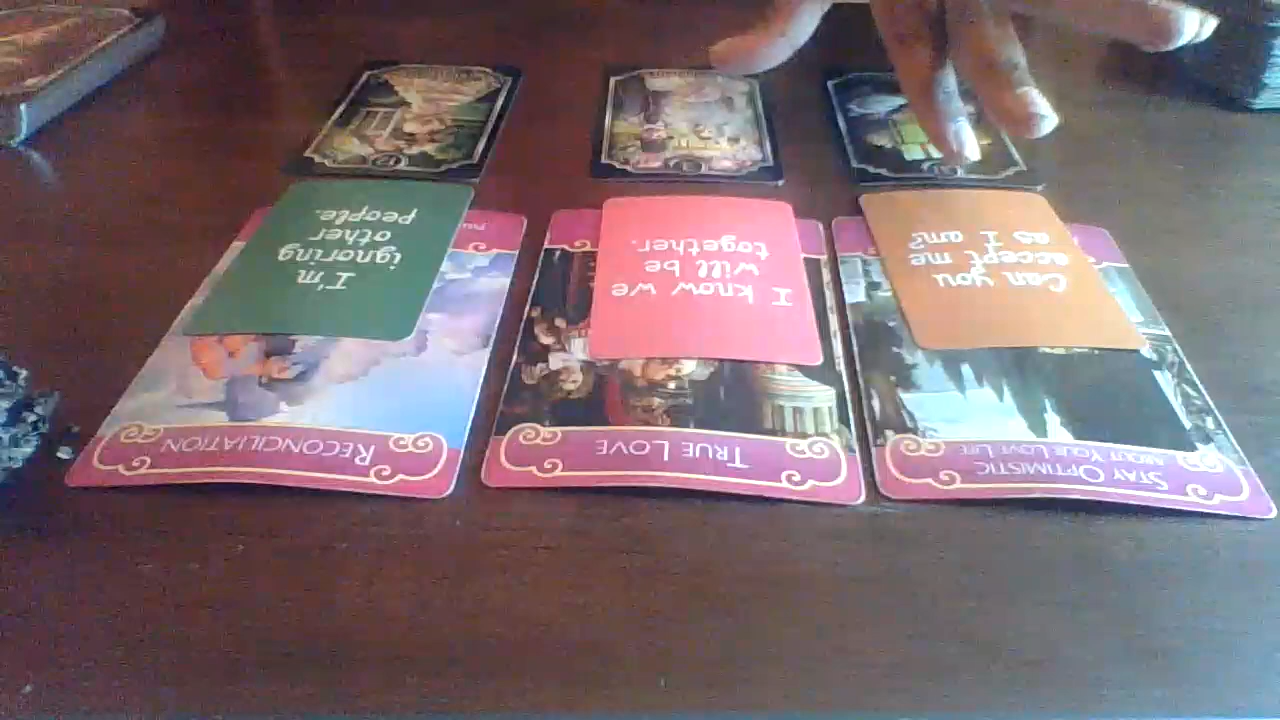 I'm
ignoring
other
people.
I know we
will be
together.
Can you
accept me
as I am?
RECONCILIATION
TRUE LOVE
STAY OPTIMISTIC
ABOUT YOUR LOVE LIFE